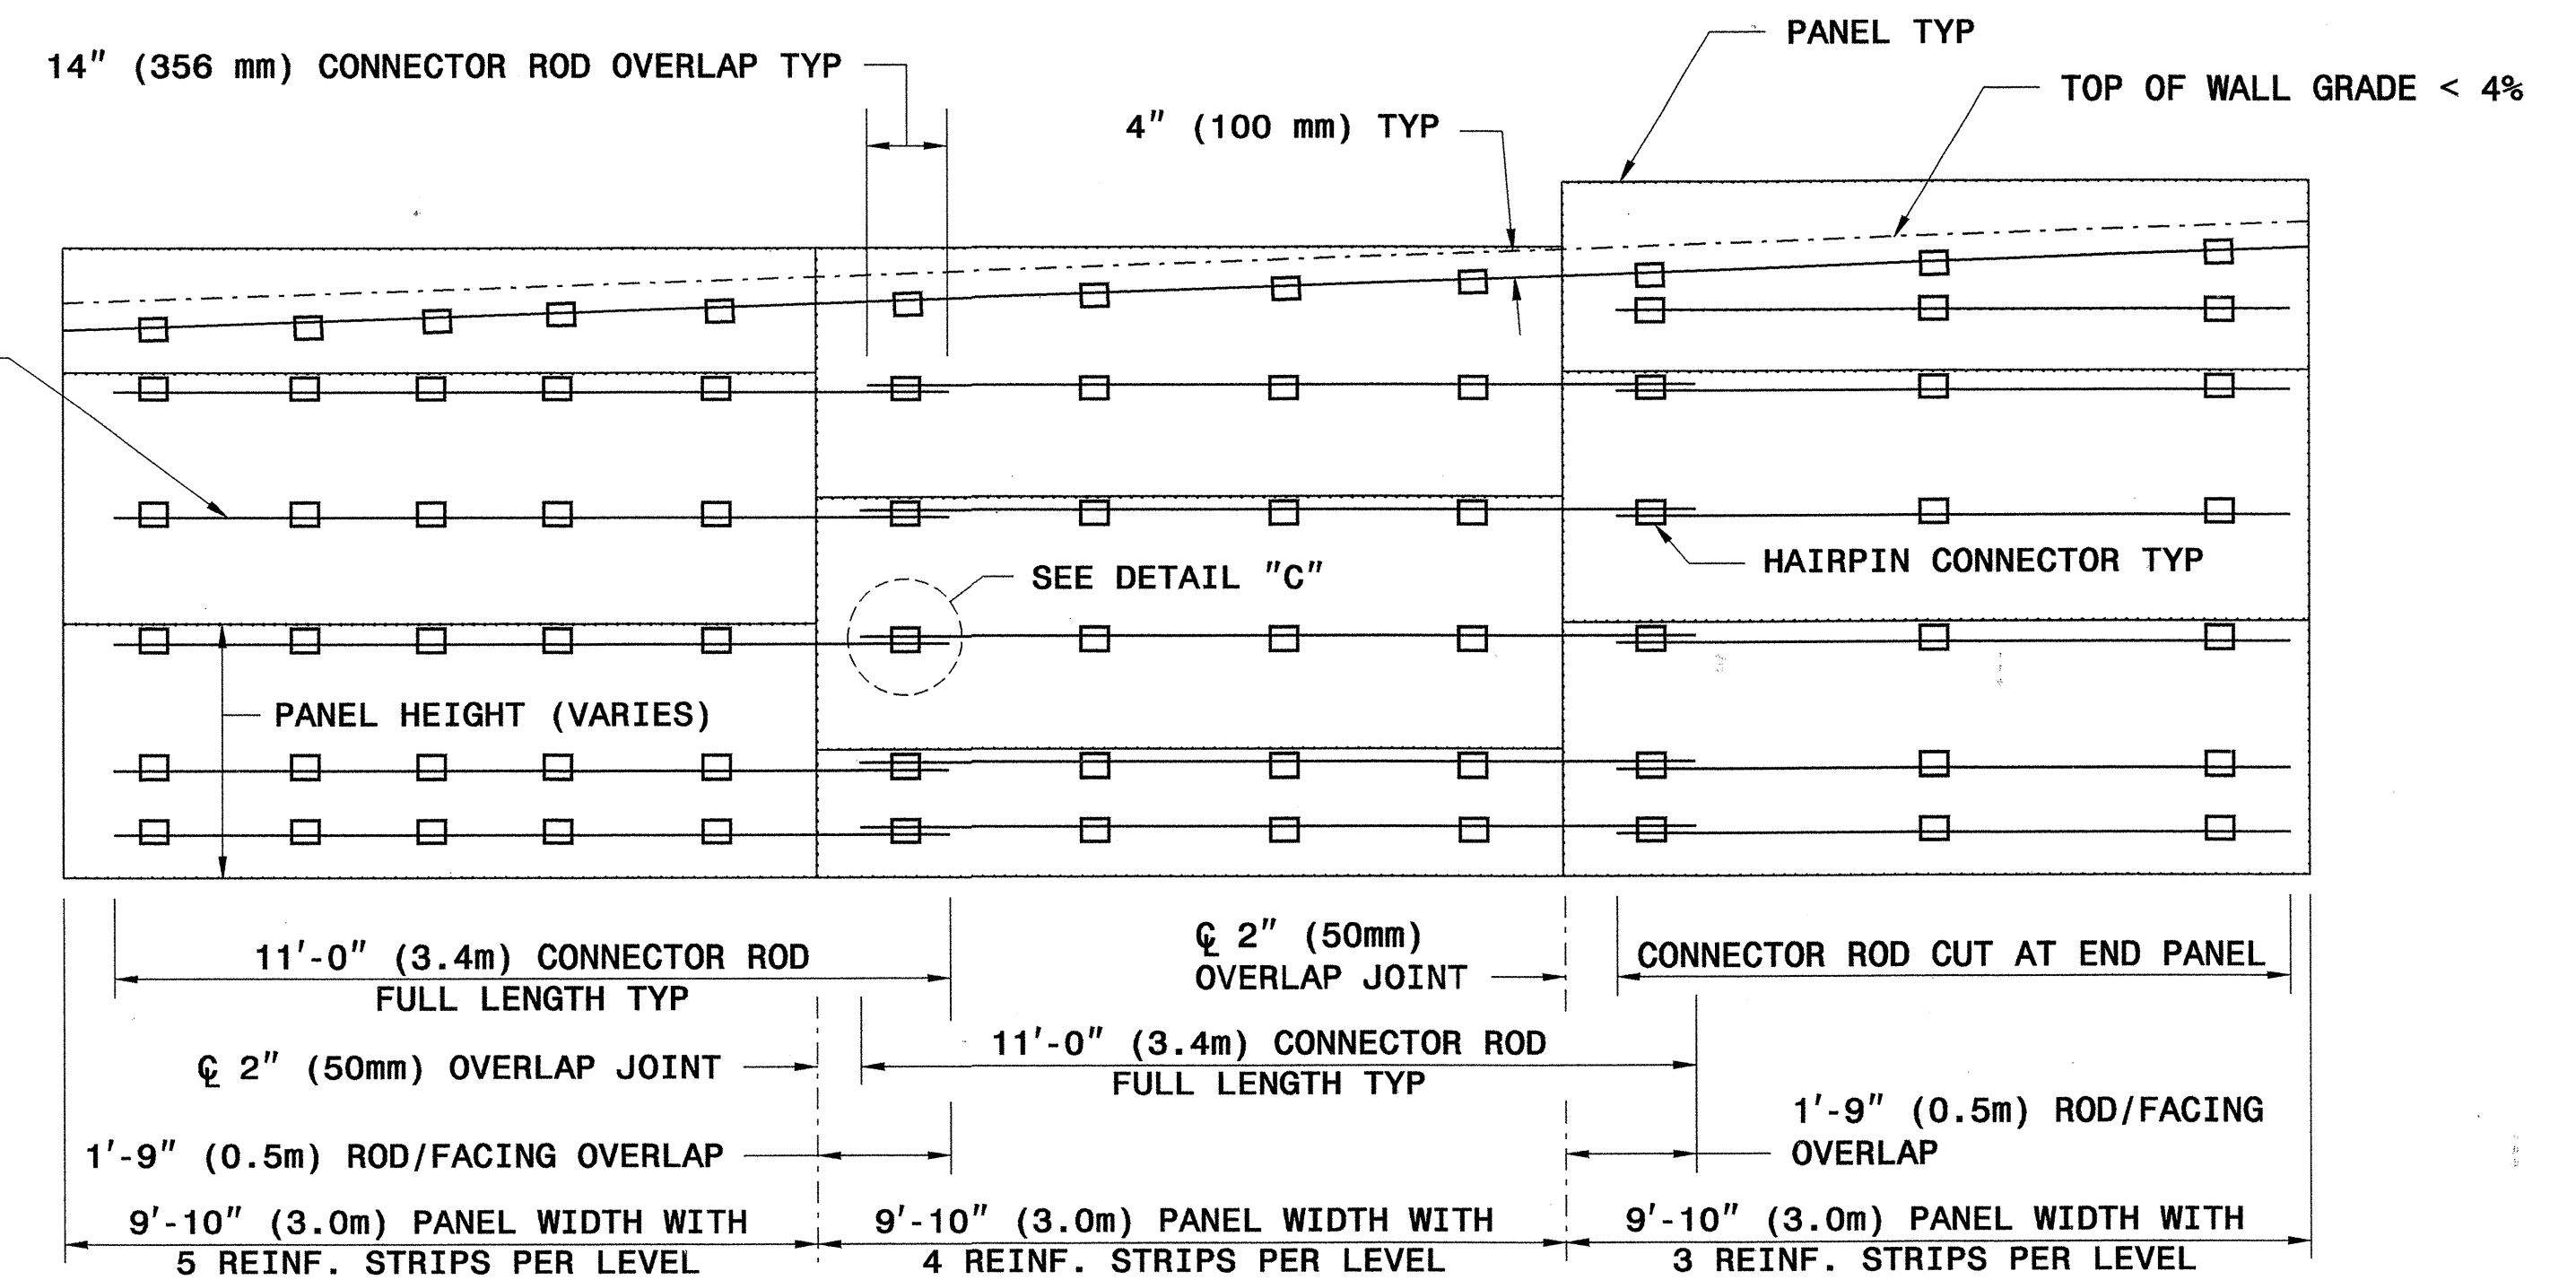 PANEL TYP
14" (356 mm) CONNECTOR ROD OVERLAP TYP
TOP OF WALL GRADE < 4%
4" (100 mm) TYP
HAIRPIN CONNECTOR TYP
SEE DETAIL "C"
PANEL HEIGHT (VARIES)
11'-0" (3.4m) CONNECTOR ROD
FULL LENGTH TYP
℄ 2" (50mm)
OVERLAP JOINT
CONNECTOR ROD CUT AT END PANEL
11'-0" (3.4m) CONNECTOR ROD
FULL LENGTH TYP
℄ 2" (50mm) OVERLAP JOINT
1'-9" (0.5m) ROD/FACING
OVERLAP
1'-9" (0.5m) ROD/FACING OVERLAP
9'-10" (3.0m) PANEL WIDTH WITH
5 REINF. STRIPS PER LEVEL
9'-10" (3.0m) PANEL WIDTH WITH
4 REINF. STRIPS PER LEVEL
9'-10" (3.0m) PANEL WIDTH WITH
3 REINF. STRIPS PER LEVEL